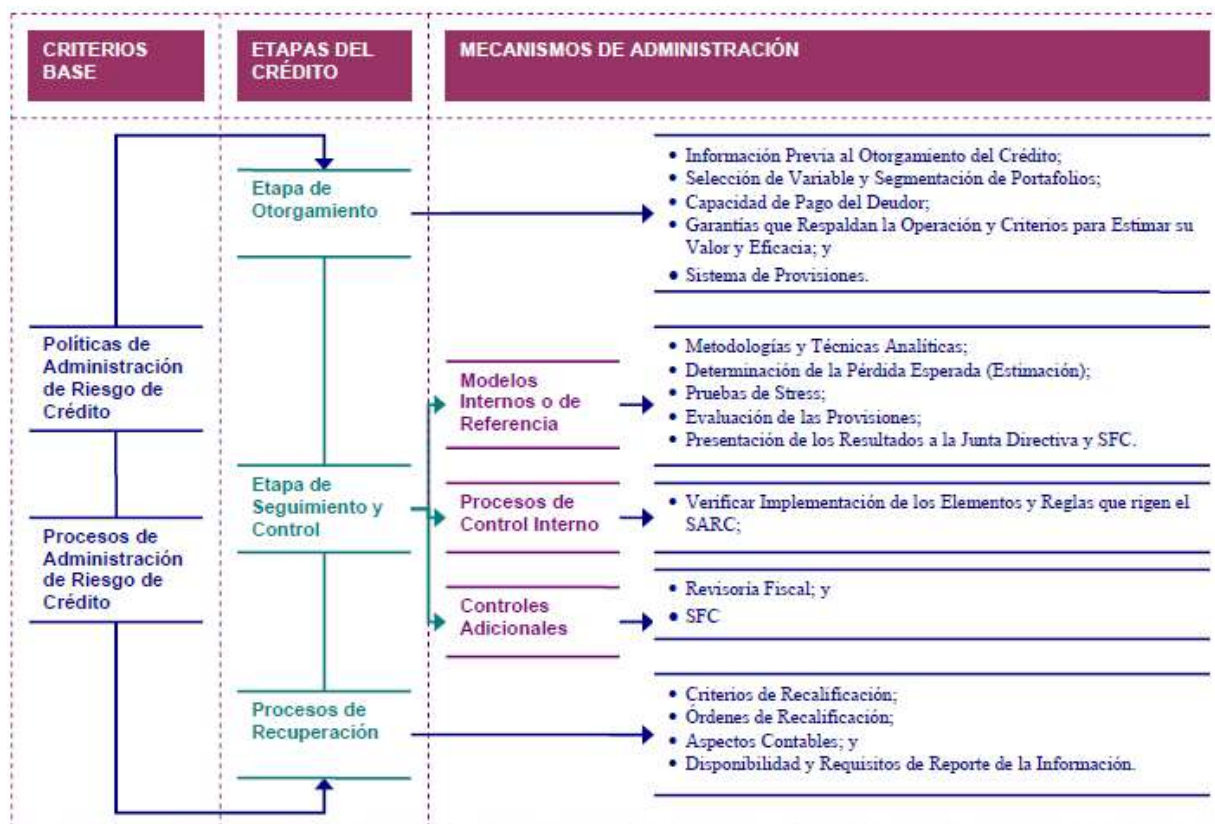 CRITERIOS
BASE
ETAPAS DEL
CRÉDITO
MECANISMOS DE ADMINISTRACIÓN
Políticas de
Administración
de Riesgo de
Crédito
Procesos de
Administración
de Riesgo de
Crédito
Etapa de
Otorgamiento
• Información Previa al Otorgamiento del Crédito;
• Selección de Variable y Segmentación de Portafolios;
• Capacidad de Pago del Deudor;
• Garantías que Respaldan la Operación y Criterios para Estimar su
Valor y Eficacia; y
• Sistema de Provisiones.
Etapa de
Seguimiento y
Control
Modelos
Internos o de
Referencia
• Metodologías y Técnicas Analíticas;
• Determinación de la Pérdida Esperada (Estimación);
• Pruebas de Stress;
• Evaluación de las Provisiones;
• Presentación de los Resultados a la Junta Directiva y SFC.
Procesos de
Control Interno
• Verificar Implementación de los Elementos y Reglas que rigen el
SARC;
Controles
Adicionales
• Revisoría Fiscal; y
• SFC
Procesos de
Recuperación
• Criterios de Recalificación;
• Órdenes de Recalificación;
• Aspectos Contables; y
• Disponibilidad y Requisitos de Reporte de la Información.